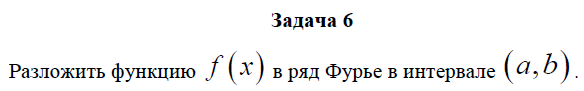 Задача 6
Разложить функцию f(x) в ряд Фурье в интервале (a,b).